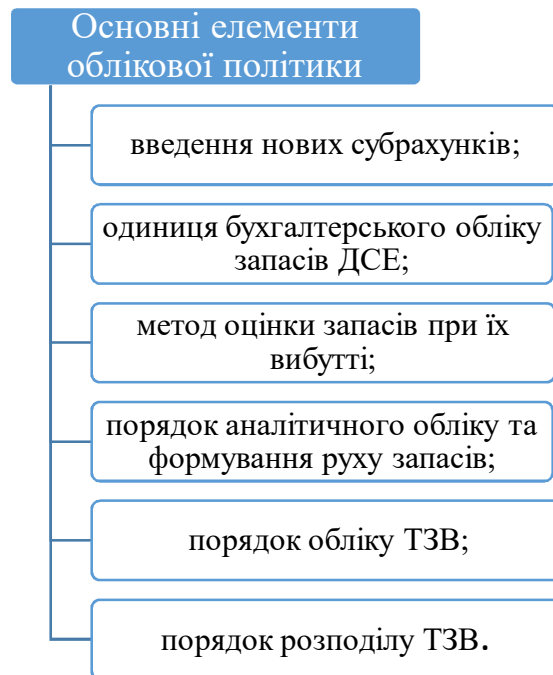 Основні елементи
облікової політики
введення нових субрахунків;
одиниця бухгалтерського обліку
запасів ДСЕ;
метод оцінки запасів при їх
вибутті;
порядок аналітичного обліку та
формування руху запасів;
порядок обліку ТЗВ;
порядок розподілу ТЗВ.